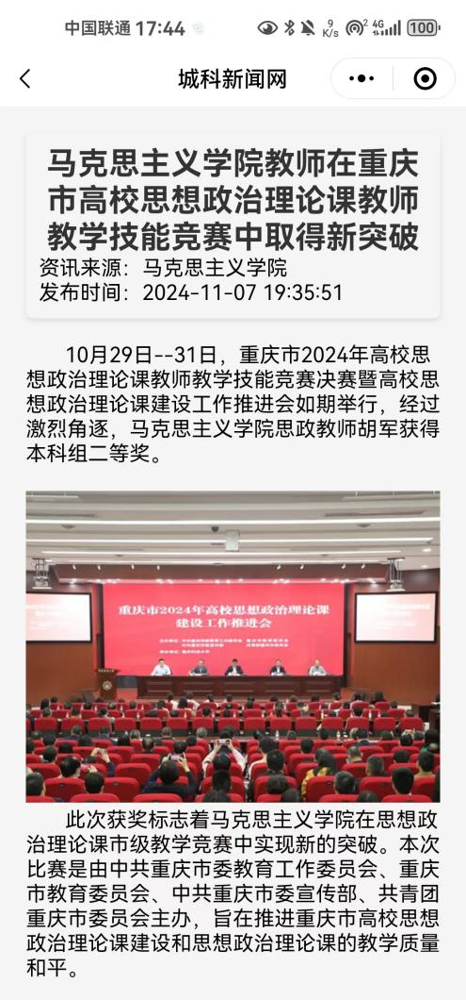 中国联通 17:44
9
K/s
2
4G
100
城科新闻网
马克思主义学院教师在重庆
市高校思想政治理论课教师
教学技能竞赛中取得新突破
资讯来源：马克思主义学院
发布时间：2024-11-07 19:35:51
10月29日--31日，重庆市2024年高校思
想政治理论课教师教学技能竞赛决赛暨高校思
想政治理论课建设工作推进会如期举行，经过
激烈角逐，马克思主义学院思政教师胡军获得
本科组二等奖。
重庆市2024年高校思想政治理论课
建设工作推进会
此次获奖标志着马克思主义学院在思想政
治理论课市级教学竞赛中实现新的突破。本次
比赛是由中共重庆市委教育工作委员会、重庆
市教育委员会、中共重庆市委宣传部、共青团
重庆市委员会主办，旨在推进重庆市高校思想
政治理论课建设和思想政治理论课的教学质量
和平。